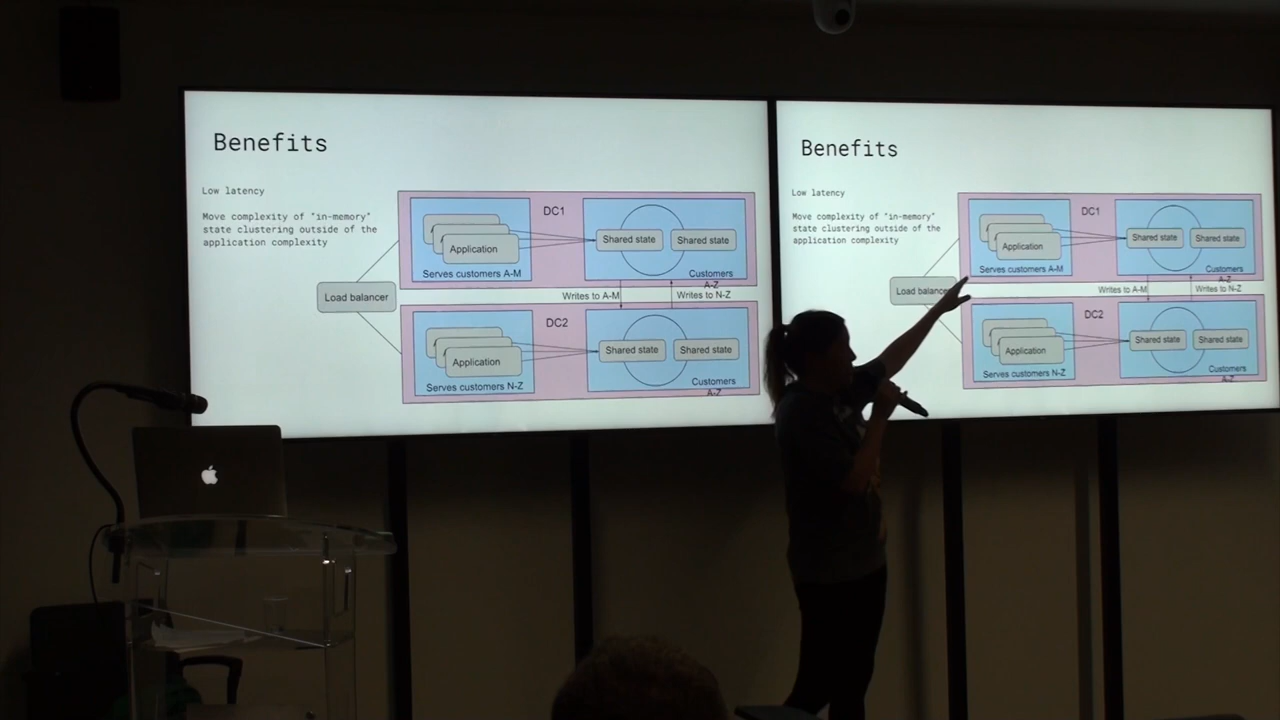 Benefits
Low latency
Move complexity of "in-memory"
state clustering outside of the
application complexity
Load balancer
DC1
Application
Serves customers A-M
Shared state
Shared state
Customers
A-Z
Writes to A-M
Writes to N-Z
DC2
Application
Serves customers N-Z
Shared state
Shared state
Customers
A-Z
Benefits
Low latency
Move complexity of "in-memory"
state clustering outside of the
application complexity
Load balancer
DC1
Application
Serves customers A-M
Shared state
Shared state
Customers
A-Z
Writes to A-M
Writes to N-Z
DC2
Application
Serves customers N-Z
Shared state
Shared state
Customers
A-Z